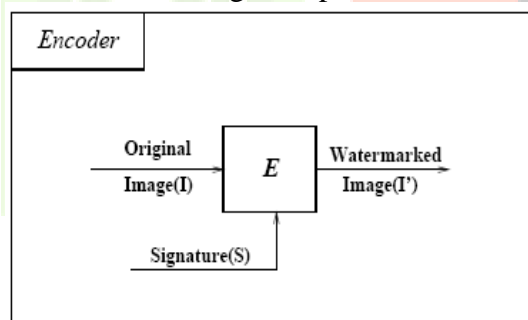 Encoder
Original
Image(I)
E
Watermarked
Image(I')
Signature(S)